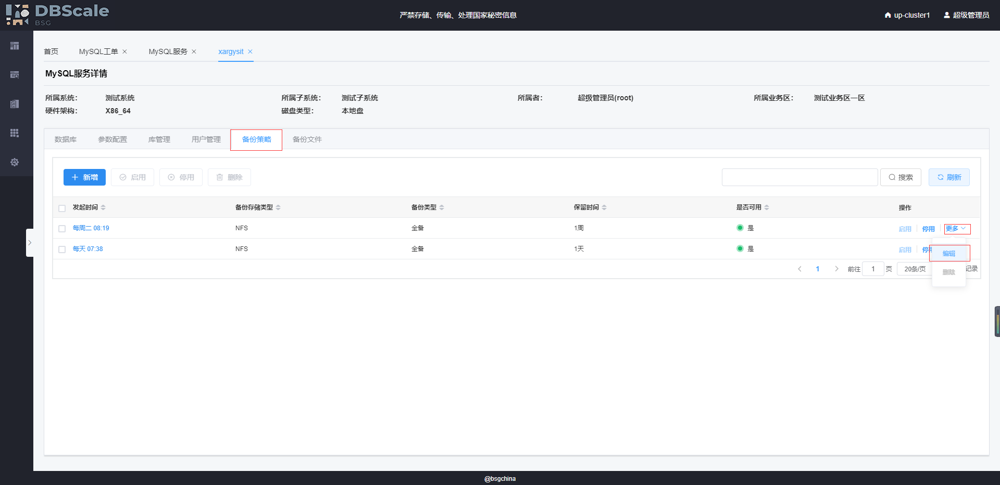 DBScale
BSG
严禁存储、传输、处理国家秘密信息
up-cluster1
超级管理员
首页
MySQL工单
MySQL服务
xargysit
MySQL服务详情
所属系统: 测试系统
所属子系统: 测试子系统
所属者: 超级管理员(root)
所属业务区: 测试业务区一区
硬件架构: X86_64
磁盘类型: 本地盘
数据库
参数配置
库管理
用户管理
备份策略
备份文件
新增
启用
停用
删除
搜索
刷新
发起时间
备份存储类型
备份类型
保留时间
是否可用
操作
每周二 08:19
NFS
全备
1周
是
启用
停用
更多
每天 07:38
NFS
全备
1天
是
启用
编辑
删除
1
前往 1 页
20条/页
记录
@bsgchina